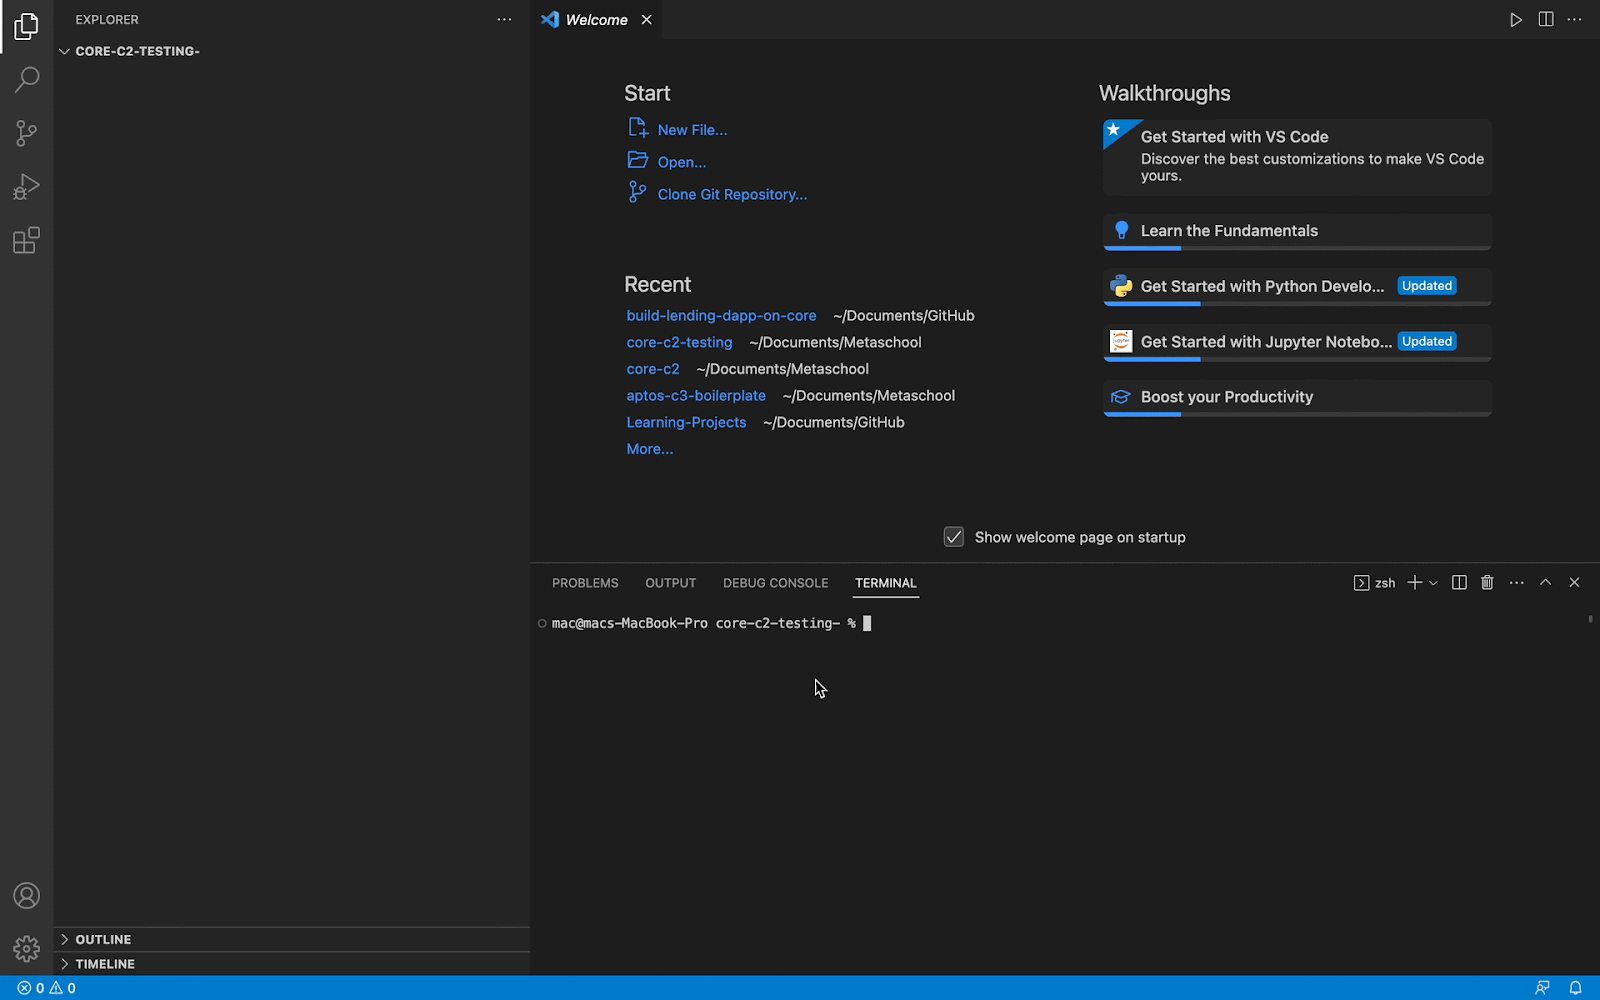 EXPLORER
CORE-C2-TESTING-
OUTLINE
TIMELINE
Welcome
Start
New File...
Open...
Clone Git Repository...
Recent
build-lending-dapp-on-core ~/Documents/GitHub
core-c2-testing ~/Documents/Metaschool
core-c2 ~/Documents/Metaschool
aptos-c3-boilerplate ~/Documents/Metaschool
Learning-Projects ~/Documents/GitHub
More...
Walkthroughs
Get Started with VS Code
Discover the best customizations to make VS Code
yours.
Learn the Fundamentals
Get Started with Python Develo... Updated
Get Started with Jupyter Notebo... Updated
Boost your Productivity
Show welcome page on startup
PROBLEMS OUTPUT DEBUG CONSOLE TERMINAL zsh
mac@macs-MacBook-Pro core-c2-testing- %
0 0